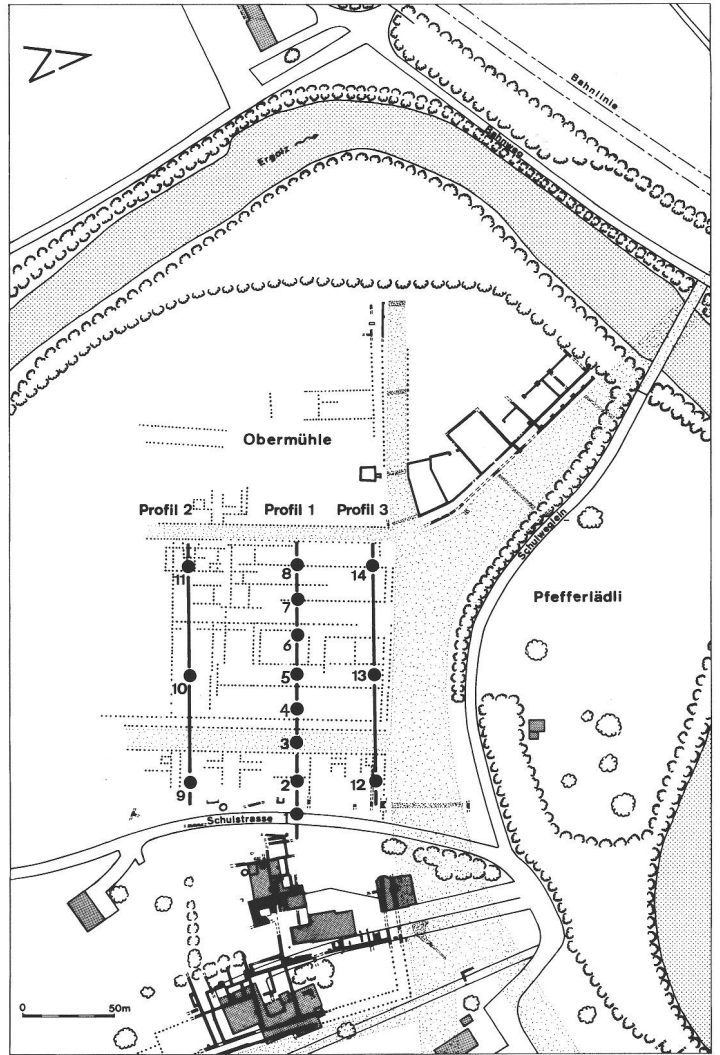 Bahnlinie
Ergolz
Obermühle
Profil 2
Profil 1
Profil 3
11
8
14
7
Schulweglein
Pfefferlädli
6
10
5
13
4
3
9
2
12
1
Schulstrasse
0
50m